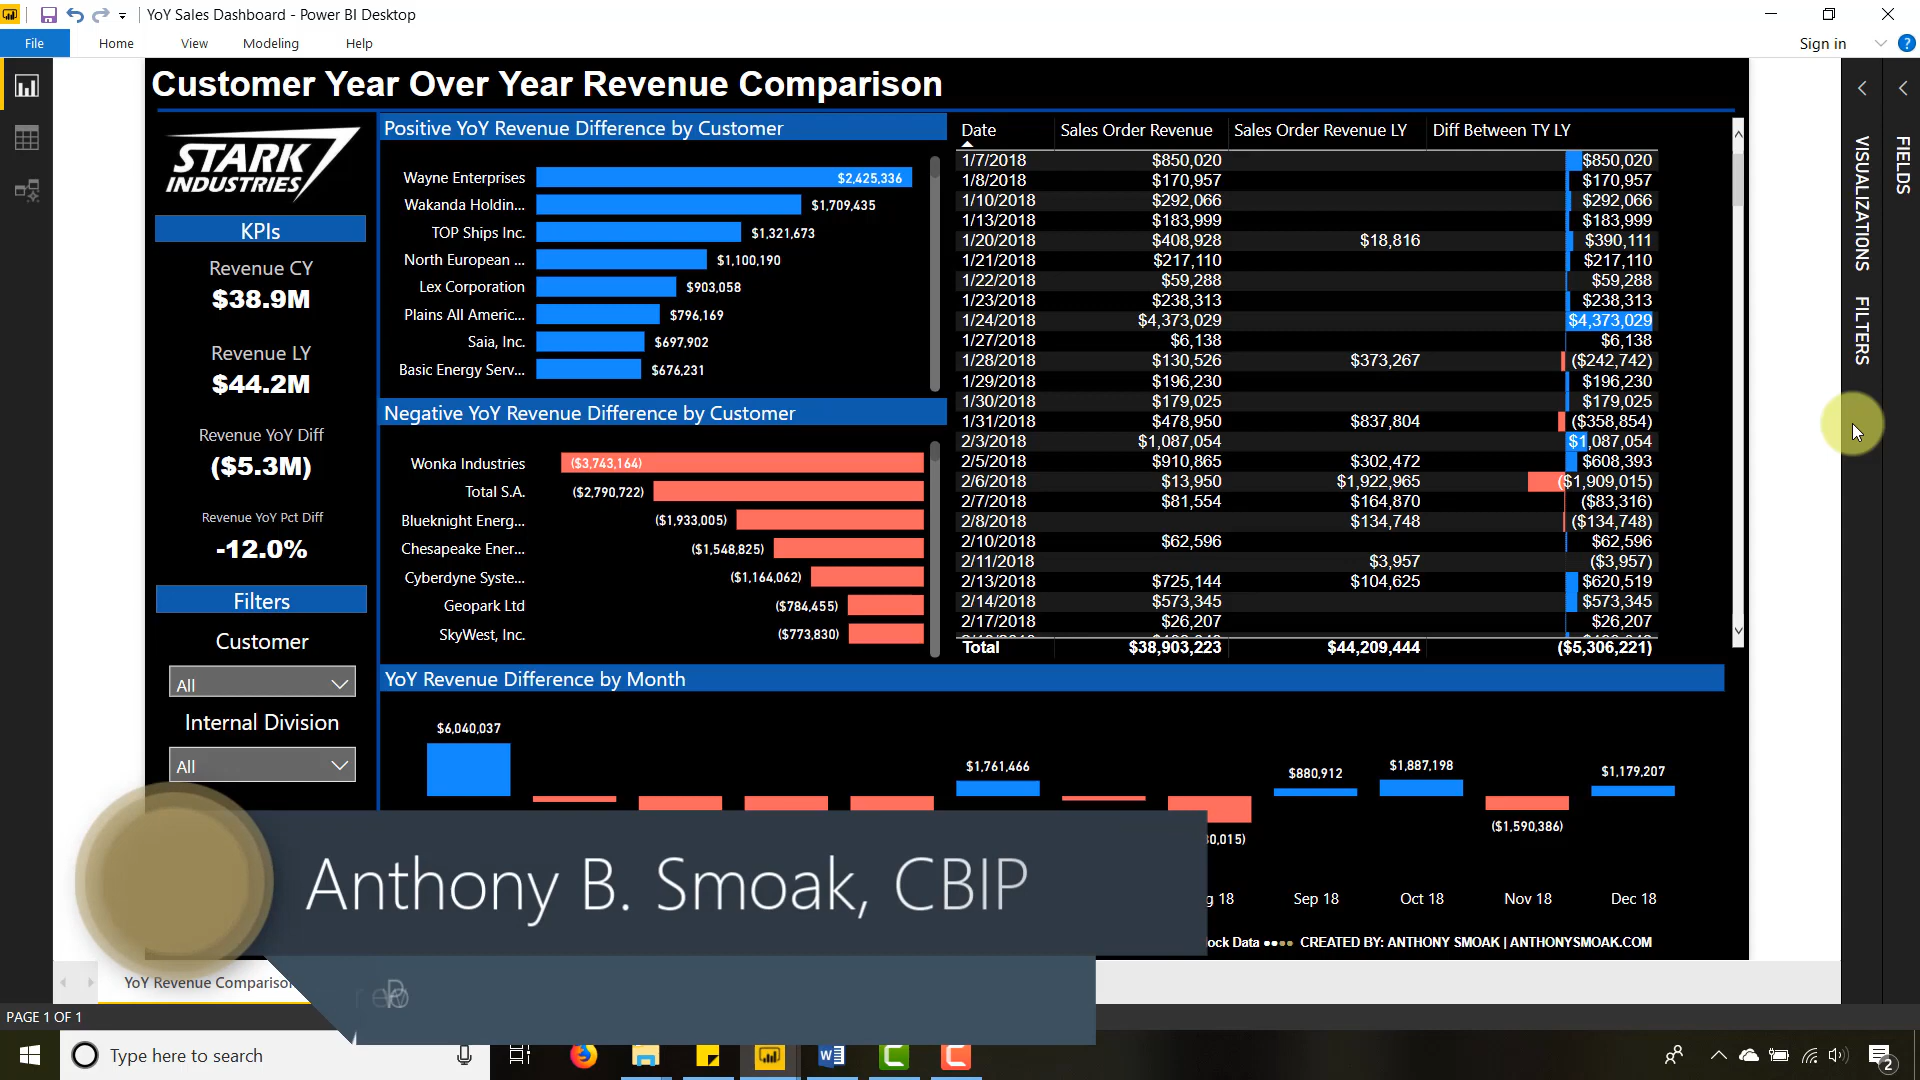 YoY Sales Dashboard - Power BI Desktop
File Home View Modeling Help Sign in ?
Customer Year Over Year Revenue Comparison
STARK
INDUSTRIES
KPIs
Revenue CY
$38.9M
Revenue LY
$44.2M
Revenue YoY Diff
($5.3M)
Revenue YoY Pct Diff
-12.0%
Filters
Customer
All
Internal Division
All
Positive YoY Revenue Difference by Customer
Wayne Enterprises $2,425,336
Wakanda Holdin... $1,709,435
TOP Ships Inc. $1,321,673
North European ... $1,100,190
Lex Corporation $903,058
Plains All Americ... $796,169
Saia, Inc. $697,902
Basic Energy Serv... $676,231
Negative YoY Revenue Difference by Customer
Wonka Industries ($3,743,164)
Total S.A. ($2,790,722)
Blueknight Energ... ($1,933,005)
Chesapeake Ener... ($1,548,825)
Cyberdyne Syste... ($1,164,062)
Geopark Ltd ($784,455)
SkyWest, Inc. ($773,830)
Date Sales Order Revenue Sales Order Revenue LY Diff Between TY LY
1/7/2018 $850,020 $850,020
1/8/2018 $170,957 $170,957
1/10/2018 $292,066 $292,066
1/13/2018 $183,999 $183,999
1/20/2018 $408,928 $18,816 $390,111
1/21/2018 $217,110 $217,110
1/22/2018 $59,288 $59,288
1/23/2018 $238,313 $238,313
1/24/2018 $4,373,029 $4,373,029
1/27/2018 $6,138 $6,138
1/28/2018 $130,526 $373,267 ($242,742)
1/29/2018 $196,230 $196,230
1/30/2018 $179,025 $179,025
1/31/2018 $478,950 $837,804 ($358,854)
2/3/2018 $1,087,054 $1,087,054
2/5/2018 $910,865 $302,472 $608,393
2/6/2018 $13,950 $1,922,965 ($1,909,015)
2/7/2018 $81,554 $164,870 ($83,316)
2/8/2018 $134,748 ($134,748)
2/10/2018 $62,596 $62,596
2/11/2018 $3,957 ($3,957)
2/13/2018 $725,144 $104,625 $620,519
2/14/2018 $573,345 $573,345
2/17/2018 $26,207 $26,207
Total $38,903,223 $44,209,444 ($5,306,221)
VISUALIZATIONS
FILTERS
FIELDS
YoY Revenue Difference by Month
$6,040,037
$1,761,466
0,015)
$880,912
$1,887,198
($1,590,386)
$1,179,207
g 18 Sep 18 Oct 18 Nov 18 Dec 18
ock Data CREATED BY: ANTHONY SMOAK | ANTHONYSMOAK.COM
Anthony B. Smoak, CBIP
YoY Revenue Comparison
PAGE 1 OF 1
Type here to search
2